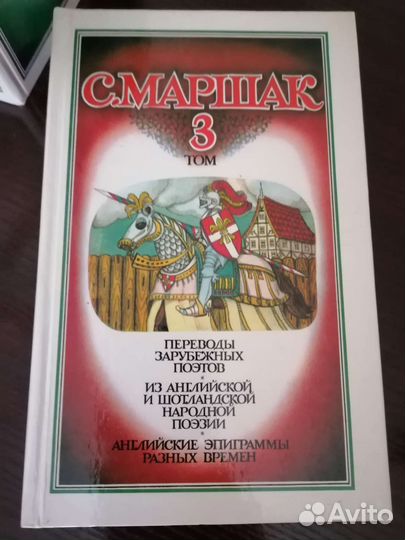 С.МАРШАК
3
ТОМ
ПЕРЕВОДЫ
ЗАРУБЕЖНЫХ
ПОЭТОВ
ИЗ АНГЛИЙСКОЙ
И ШОТЛАНДСКОЙ
НАРОДНОЙ
ПОЭЗИИ
АНГЛИЙСКИЕ ЭПИГРАММЫ
РАЗНЫХ ВРЕМЕН
Avito